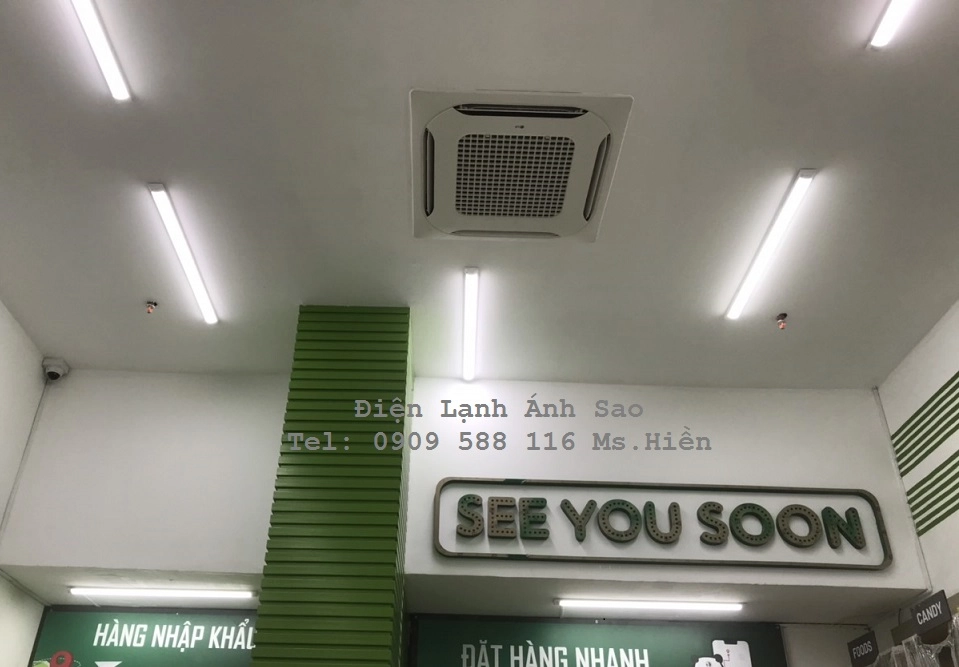 Điện Lạnh Ánh Sao
Tel: 0909 588 116 Ms.Hiền
SEE YOU SOON
CANDY
FOODS
HÀNG NHẬP KHẨU
ĐẶT HÀNG NHANH